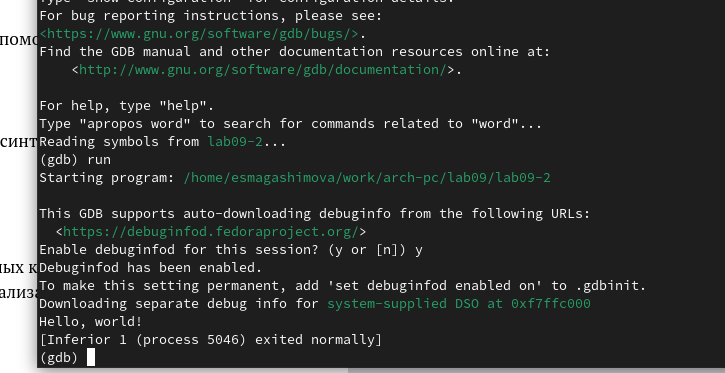 Type "show configuration" for configuration details.
For bug reporting instructions, please see:
<https://www.gnu.org/software/gdb/bugs/>.
Find the GDB manual and other documentation resources online at:
<http://www.gnu.org/software/gdb/documentation/>.
For help, type "help".
Type "apropos word" to search for commands related to "word"...
Reading symbols from lab09-2...
(gdb) run
Starting program: /home/esmagashimova/work/arch-pc/lab09/lab09-2
This GDB supports auto-downloading debuginfo from the following URLs:
<https://debuginfod.fedoraproject.org/>
Enable debuginfod for this session? (y or [n]) y
Debuginfod has been enabled.
To make this setting permanent, add 'set debuginfod enabled on' to .gdbinit.
Downloading separate debug info for system-supplied DSO at 0xf7ffc000
Hello, world!
[Inferior 1 (process 5046) exited normally]
(gdb)